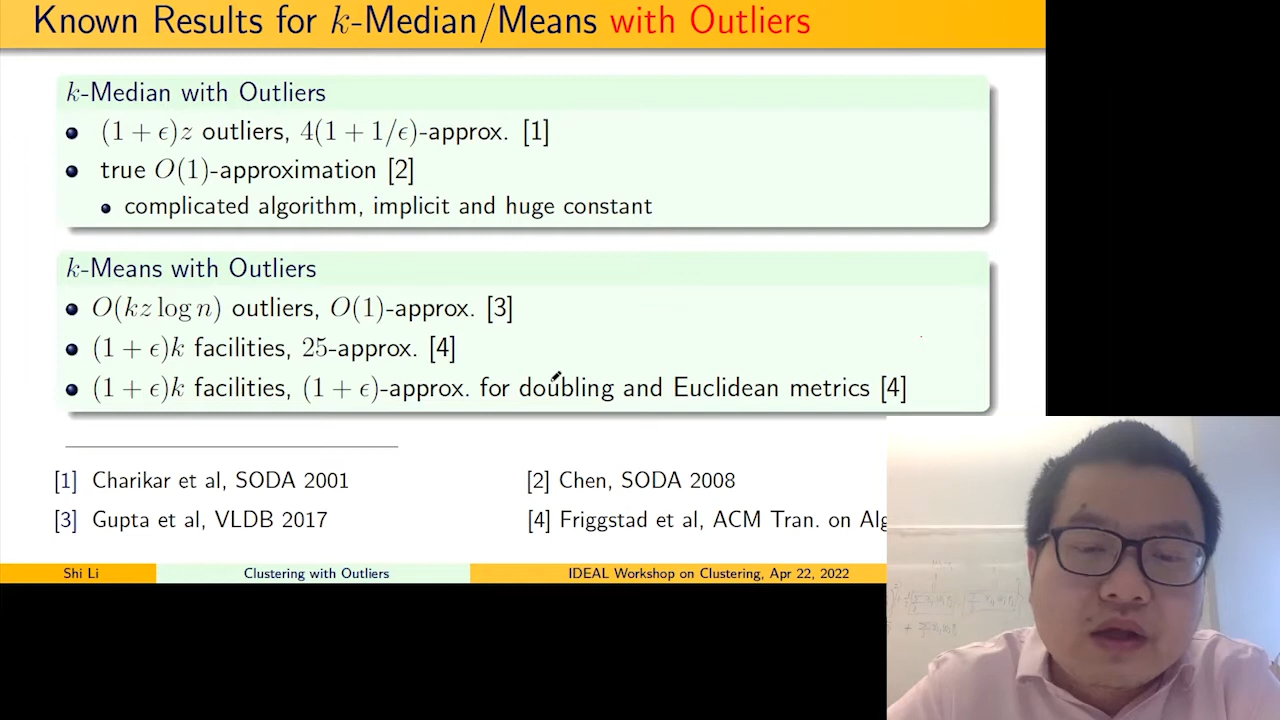 Known Results for k-Median/Means with Outliers
k-Median with Outliers
(1 + ϵ)z outliers, 4(1 + 1/ϵ)-approx. [1]
true O(1)-approximation [2]
complicated algorithm, implicit and huge constant
k-Means with Outliers
O(kz log n) outliers, O(1)-approx. [3]
(1 + ϵ)k facilities, 25-approx. [4]
(1 + ϵ)k facilities, (1 + ϵ)-approx. for doubling and Euclidean metrics [4]
[1] Charikar et al, SODA 2001
[2] Chen, SODA 2008
[3] Gupta et al, VLDB 2017
[4] Friggstad et al, ACM Tran. on Alg
Shi Li
Clustering with Outliers
IDEAL Workshop on Clustering, Apr 22, 2022